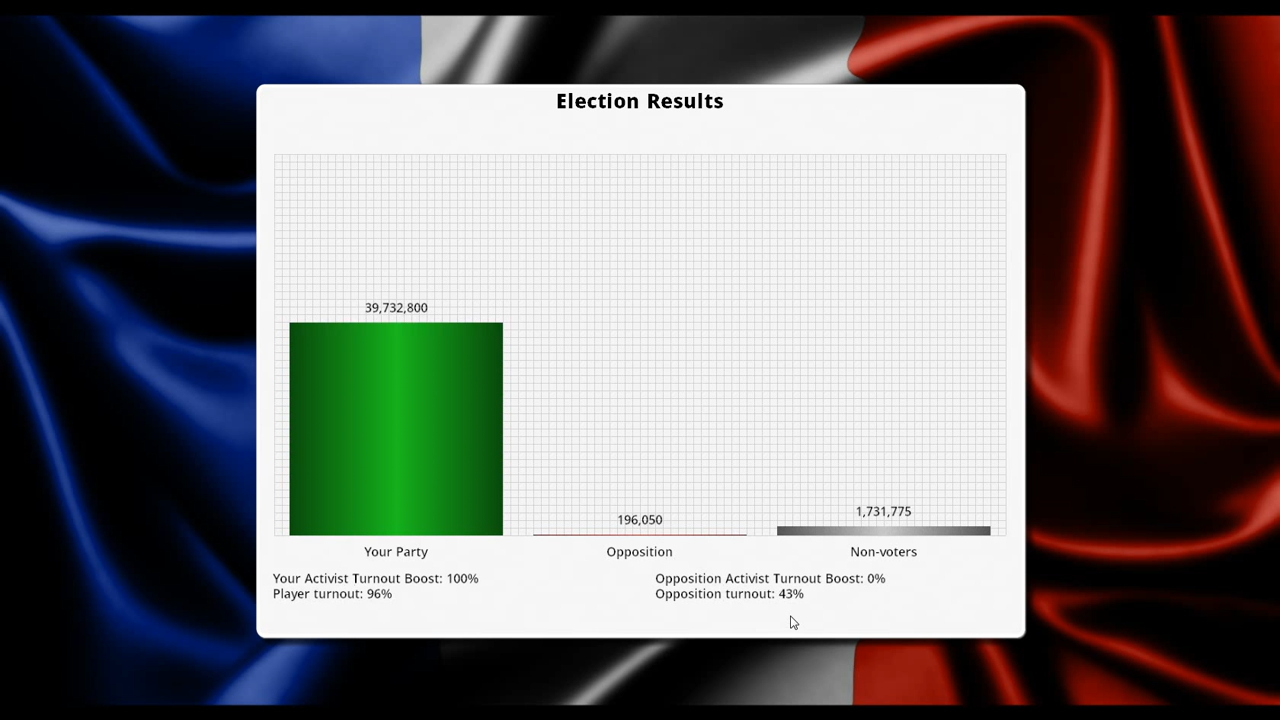 Election Results
39,732,800
196,050
1,731,775
Your Party
Opposition
Non-voters
Your Activist Turnout Boost: 100%
Player turnout: 96%
Opposition Activist Turnout Boost: 0%
Opposition turnout: 43%